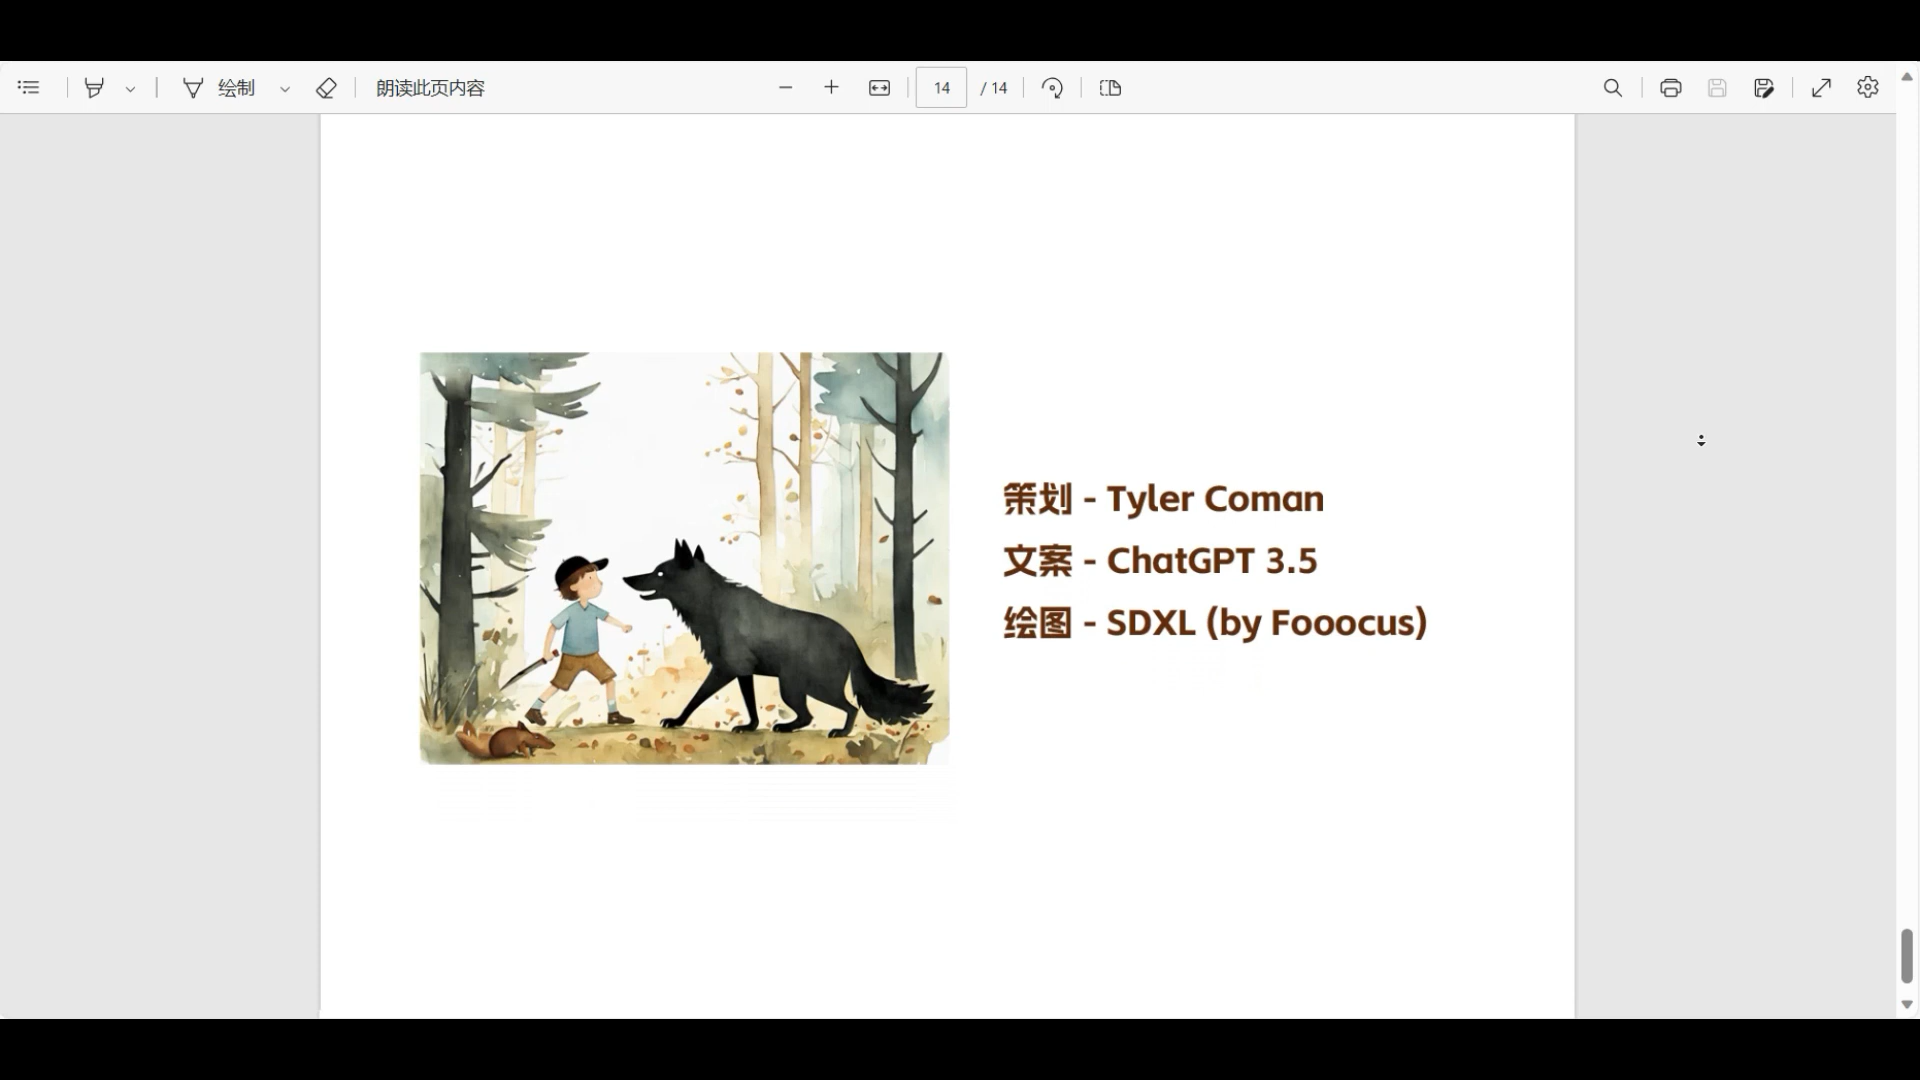 绘制
朗读此页内容
14 / 14
策划 - Tyler Coman
文案 - ChatGPT 3.5
绘图 - SDXL (by Fooocus)